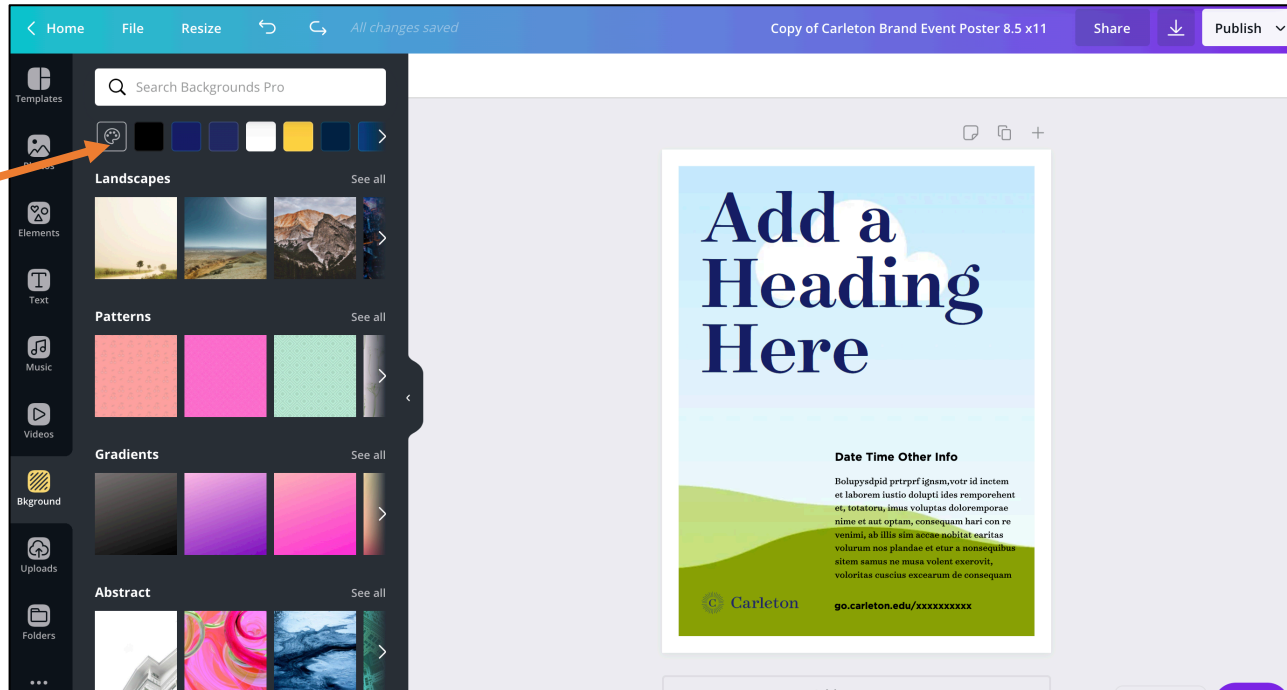 Home File Resize All changes saved Copy of Carleton Brand Event Poster 8.5 x11 Share Publish
Templates
Search Backgrounds Pro
Landscapes See all
Elements
Text
Patterns See all
Music
Videos
Gradients See all
Bkground
Uploads
Abstract See all
Folders
Add a
Heading
Here
Date Time Other Info
Bolupysdpid prtrprf ignsm,votr id inctem
et laborem iustio dolupti ides remporehent
et, totatoru, imus voluptas doloremporae
nime et aut optam, consequam hari con re
venimi, ab illis sim accae nobitat earitas
volurum nos plandae et etur a nonsequibus
sitem samus ne musa volent exerovit,
voloritas cuscius excearum de consequam
C Carleton
go.carleton.edu/xxxxxxxxxx